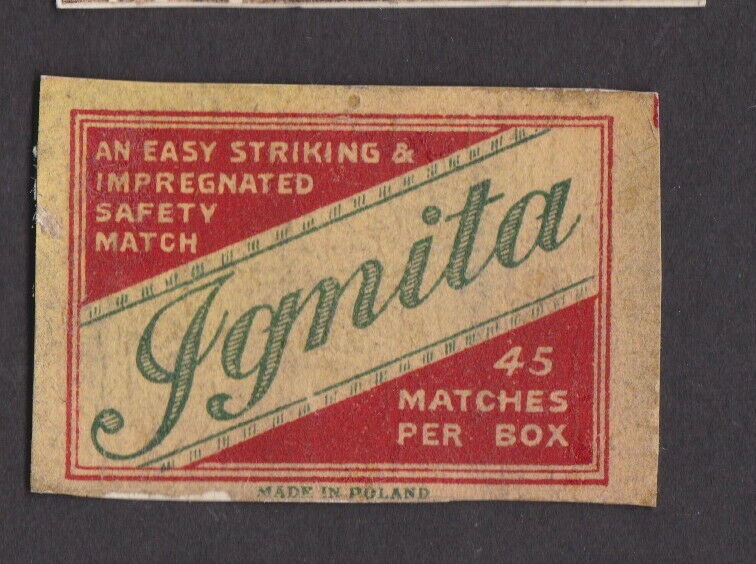 AN EASY STRIKING &
IMPREGNATED
SAFETY
MATCH
Ignita
45
MATCHES
PER BOX
MADE IN POLAND